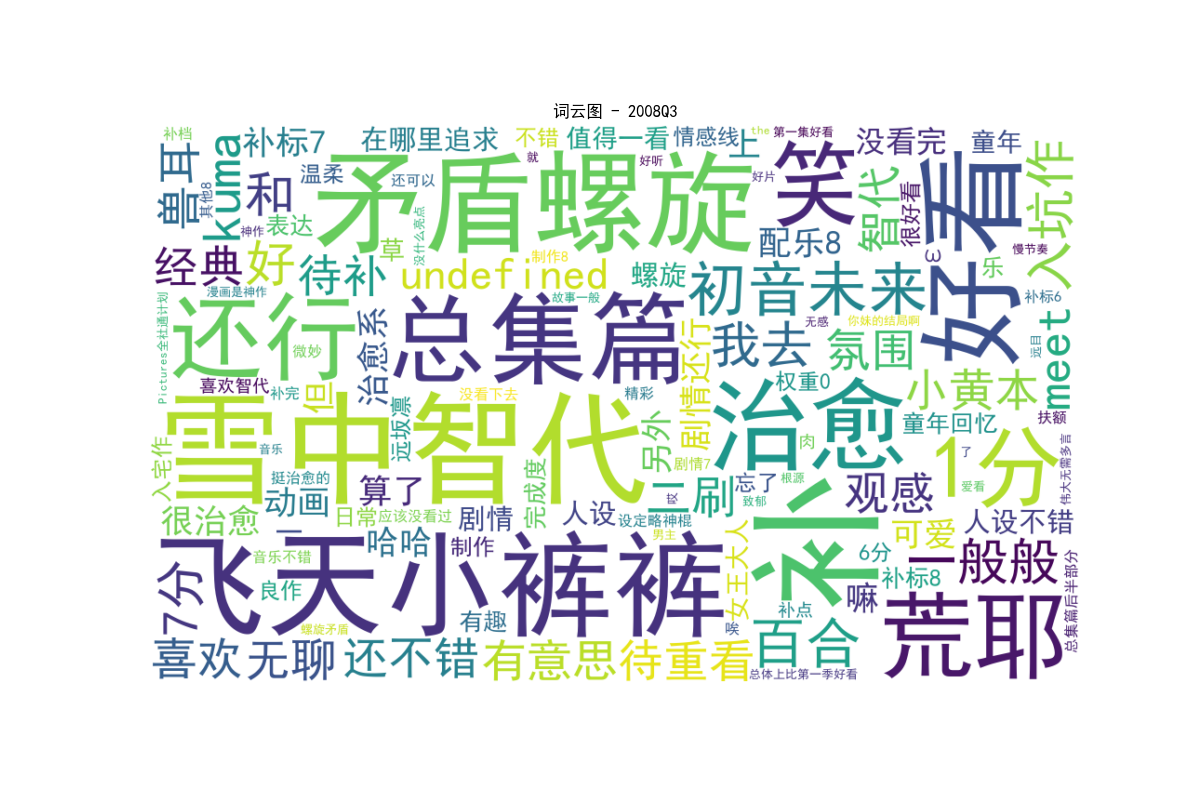 词云图 - 2008Q3
补档
kuma
补标7
在哪里追求
不错
值得一看
情感线
上
the
第一集好看
没看完
童年
兽耳
其他8
和
温柔
矛盾螺旋
就
还可以
好听
好片
笑
智代
很好看
好看
入坑作
神作
表达
没什么亮点
草
配乐8
ε
慢节奏
经典
好
待补
undefined
制作8
螺旋
初音未来
乐
补标6
漫画是神作
故事一般
Pictures全社通计划
还行
微妙
治愈系
总集篇
剧情还行
我去
无感
你妹的结局啊
氛围
远目
meet
喜欢智代
补完
但
没看下去
精彩
权重0
小黄本
扶额
雪中智代
远坂凛
治愈
童年回忆
入宅作
音乐
另外
剧情7
肉
1分
了
爱看
伟大无需多言
挺治愈的
算了
完成度
二刷
哎
忘了
致郁
根源
观感
很治愈
动画
一
日常
应该没看过
剧情
人设
设定略神棍
男主
补
可爱
人设不错
飞天小裤裤
音乐不错
哈哈
制作
女王大人
6分
补标8
一般般
总集篇后半部分
7分
良作
有趣
补点
嘛
螺旋矛盾
唉
百合
荒耶
喜欢
无聊
还不错
有意思
待重看
总体上比第一季好看